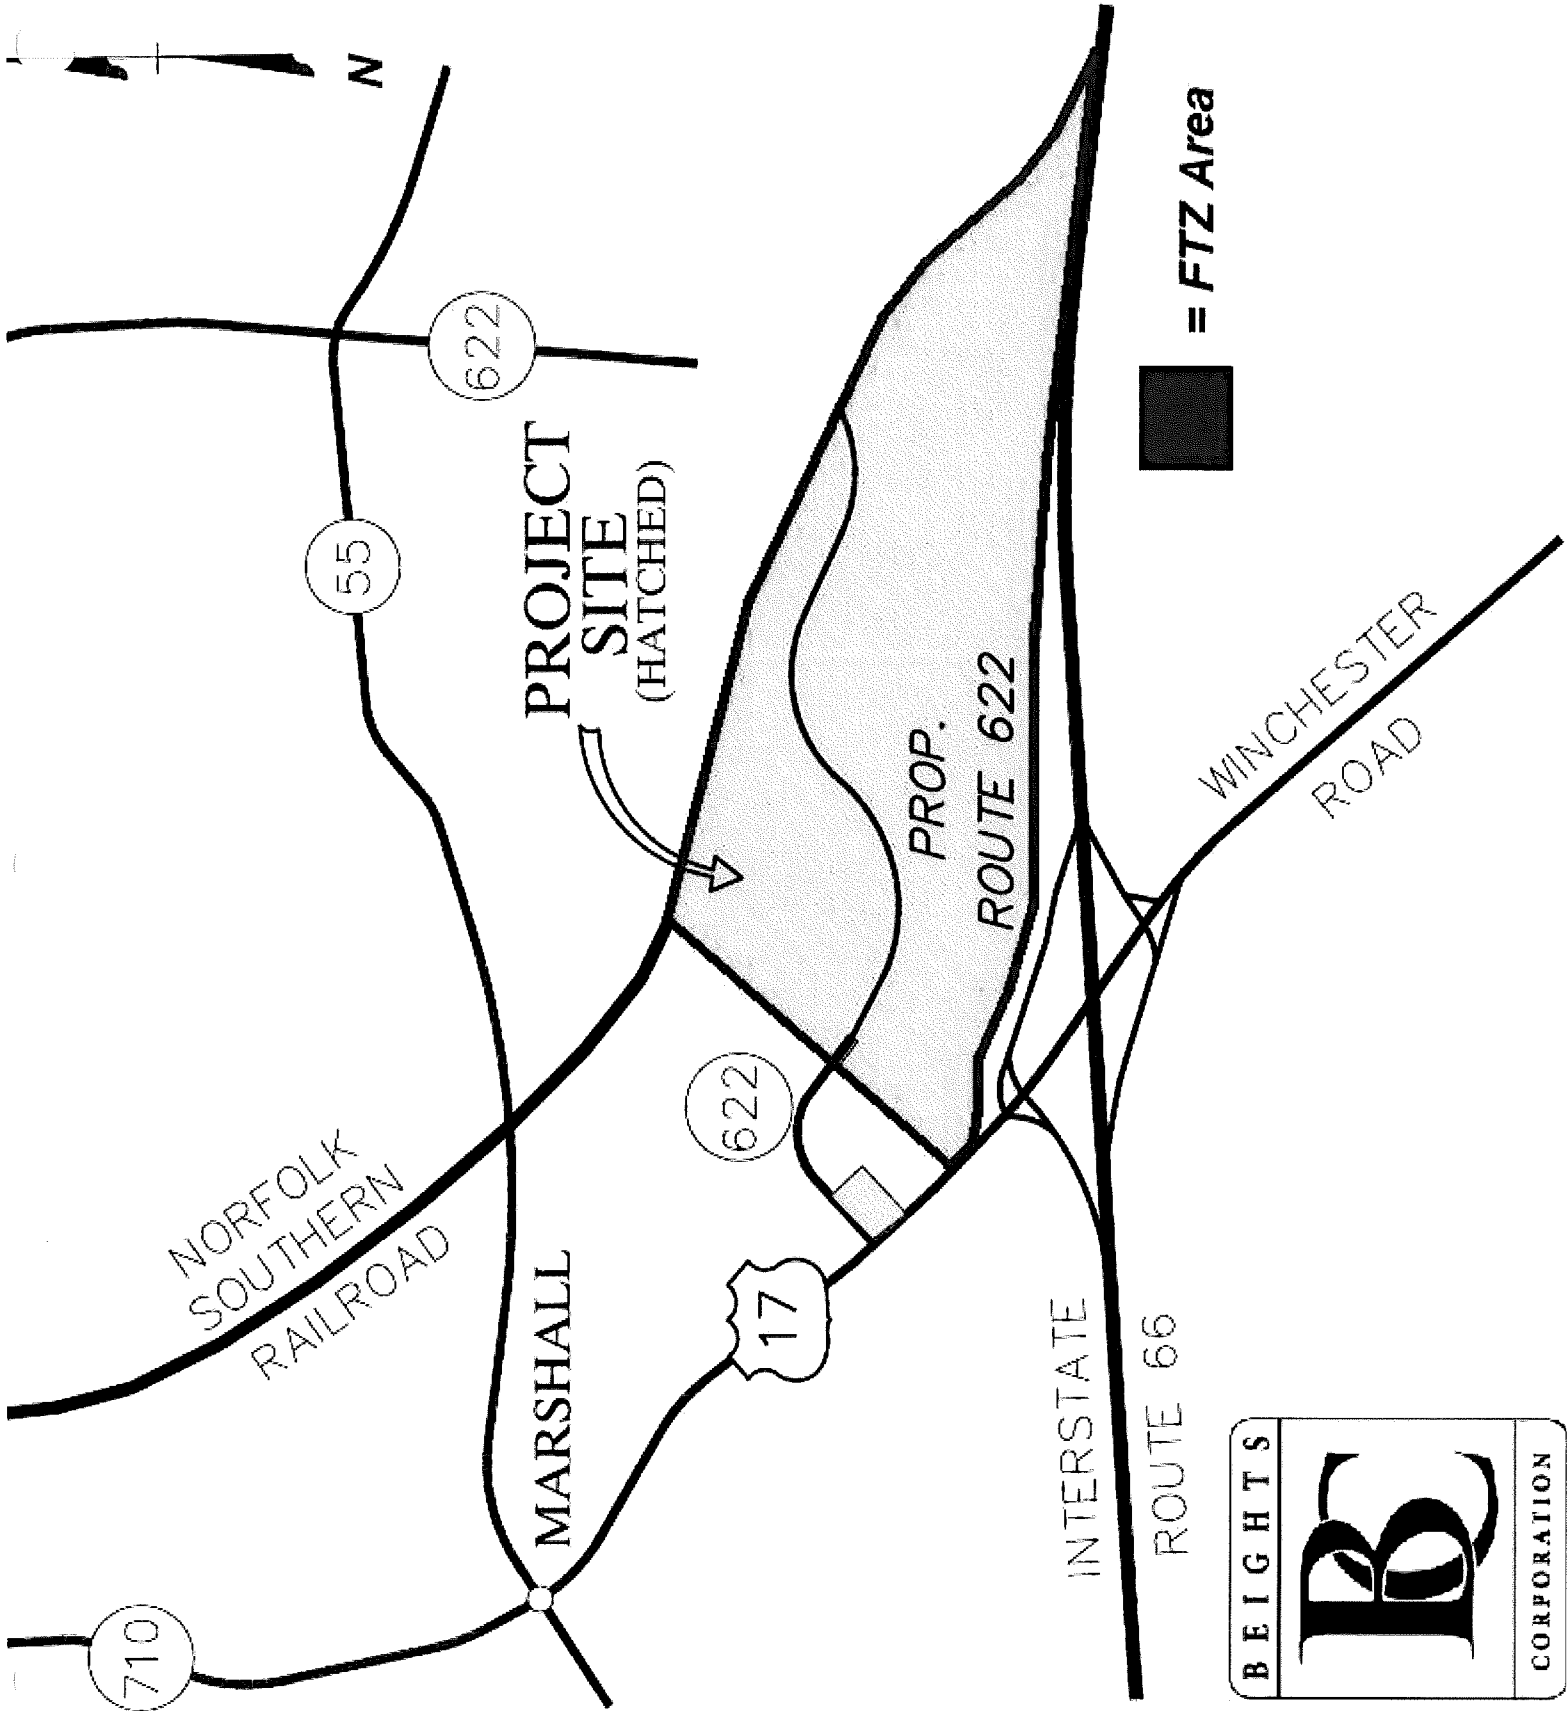 N
622
55
PROJECT
SITE
(HATCHED)
= FTZ Area
PROP.
ROUTE 622
WINCHESTER
ROAD
NORFOLK
SOUTHERN
RAILROAD
622
MARSHALL
17
INTERSTATE
ROUTE 66
710
BEIGHTS
BC
CORPORATION